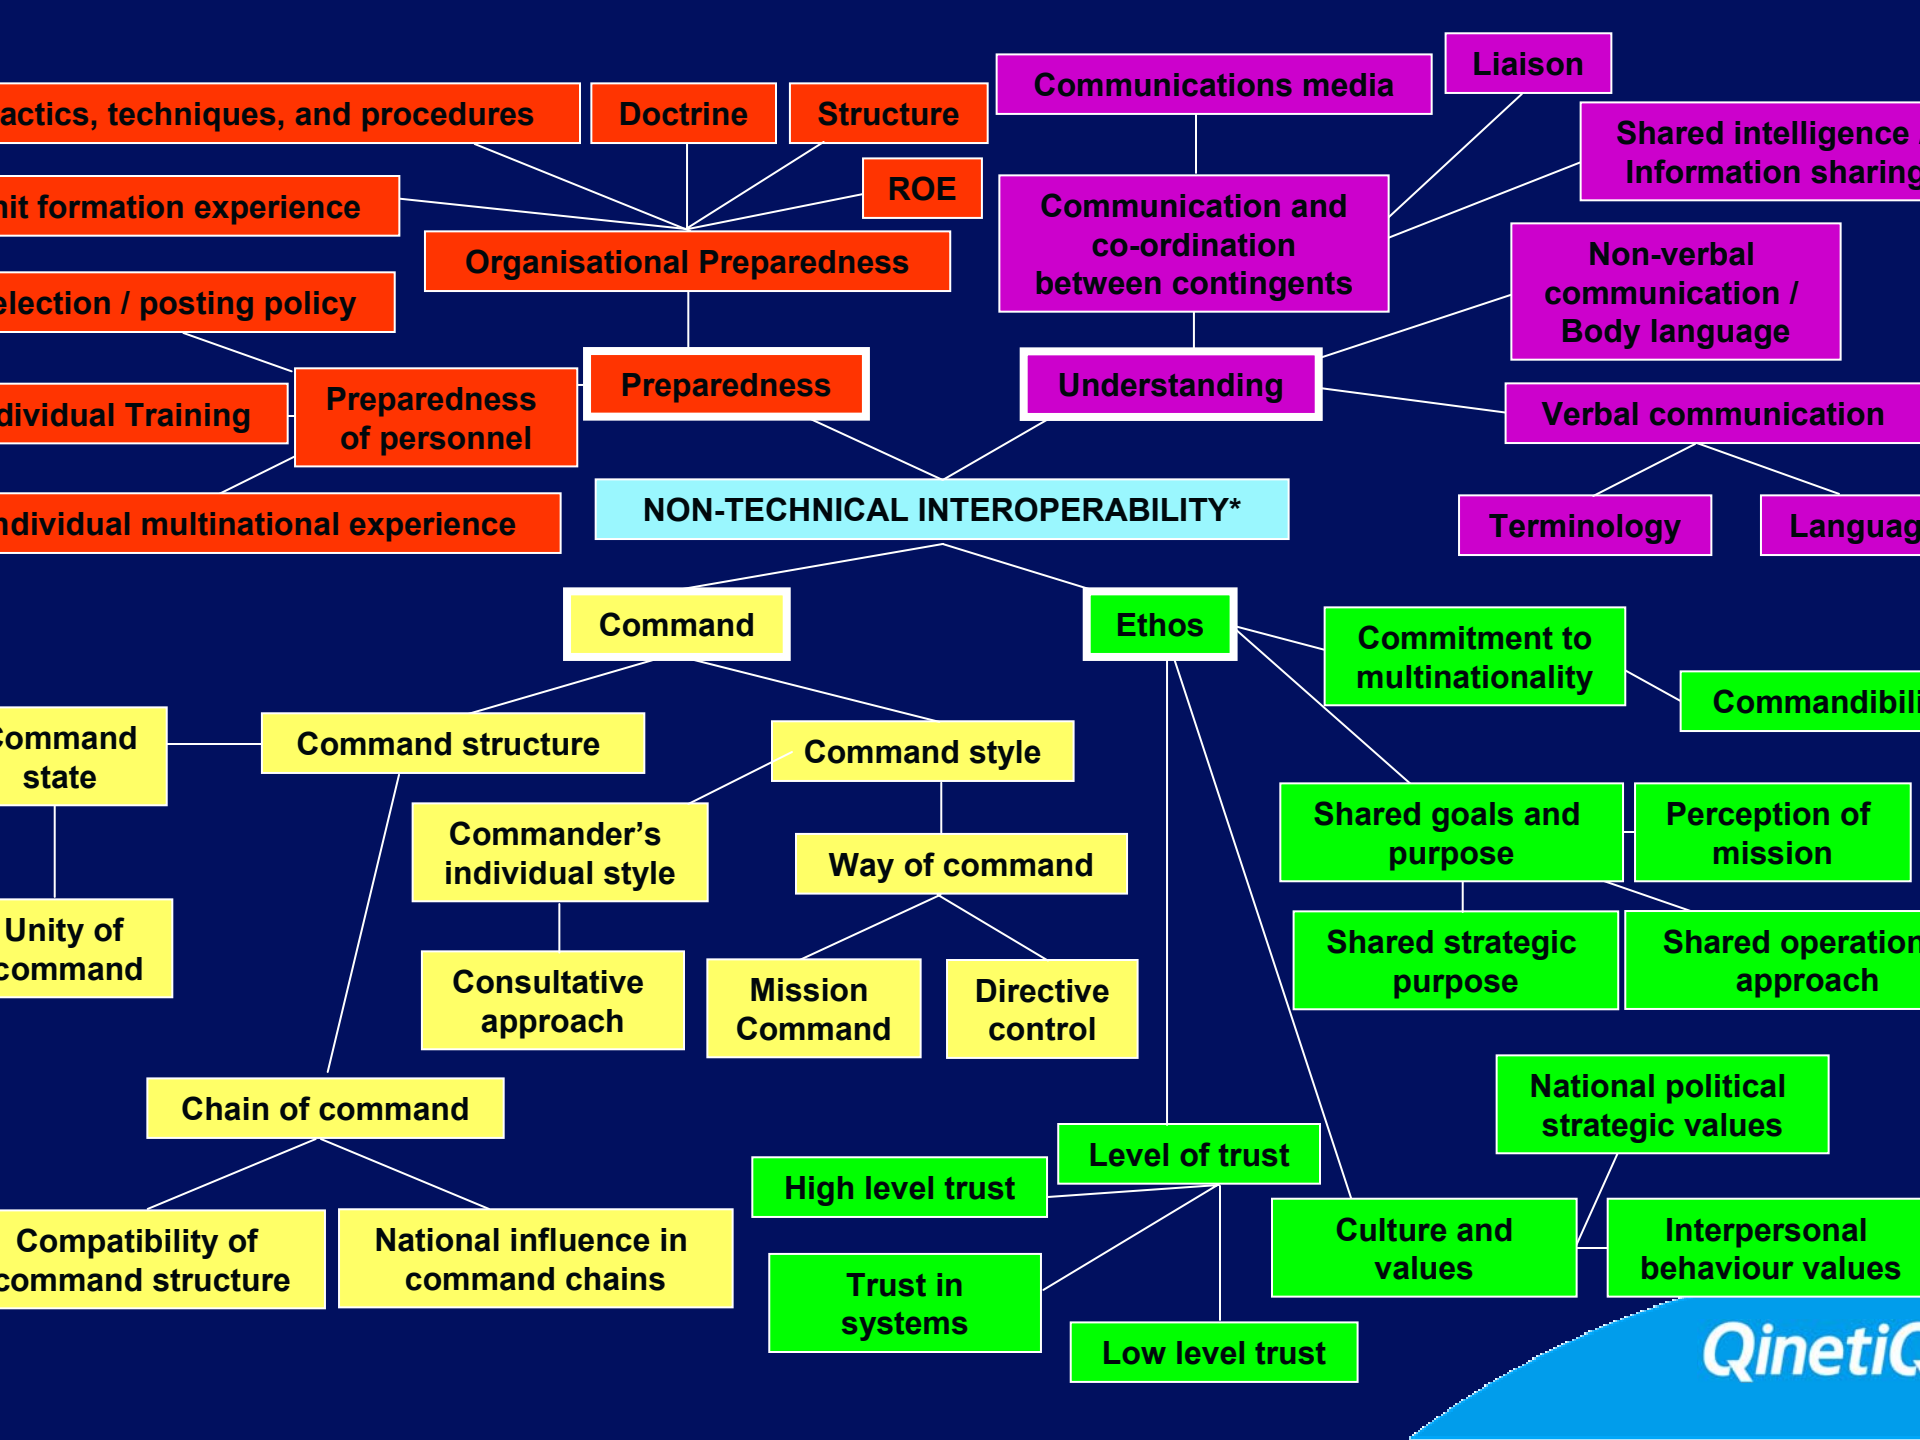 Liaison
Communications media
actics, techniques, and procedures
Doctrine
Structure
Shared intelligence
Information sharing
ROE
nit formation experience
Communication and
co-ordination
between contingents
Organisational Preparedness
Non-verbal
communication /
Body language
election / posting policy
Preparedness
Understanding
Preparedness
of personnel
dividual Training
Verbal communication
NON-TECHNICAL INTEROPERABILITY*
ndividual multinational experience
Terminology
Languag
Command
Ethos
Commitment to
multinationality
Commandibili
Command
state
Command structure
Command style
Commander's
individual style
Way of command
Shared goals and
purpose
Perception of
mission
Unity of
command
Consultative
approach
Mission
Command
Directive
control
Shared strategic
purpose
Shared operation
approach
Chain of command
National political
strategic values
Level of trust
High level trust
Compatibility of
command structure
National influence in
command chains
Culture and
values
Interpersonal
behaviour values
Trust in
systems
Low level trust
QinetiQ